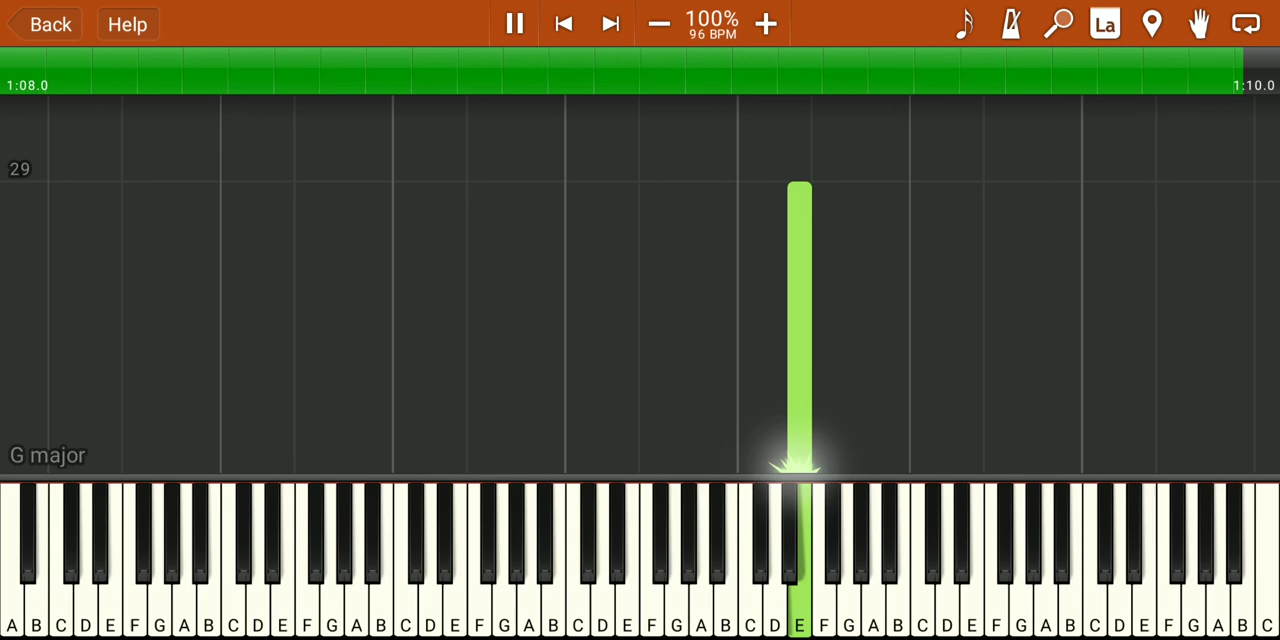 Back Help 100% La
96 BPM
1:08.0 1:10.0
29
G major
A B C D E F G A B C D E F G A B C D E F G A B C D E F G A B C D E F G A B C D E F G A B C D E F G A B C